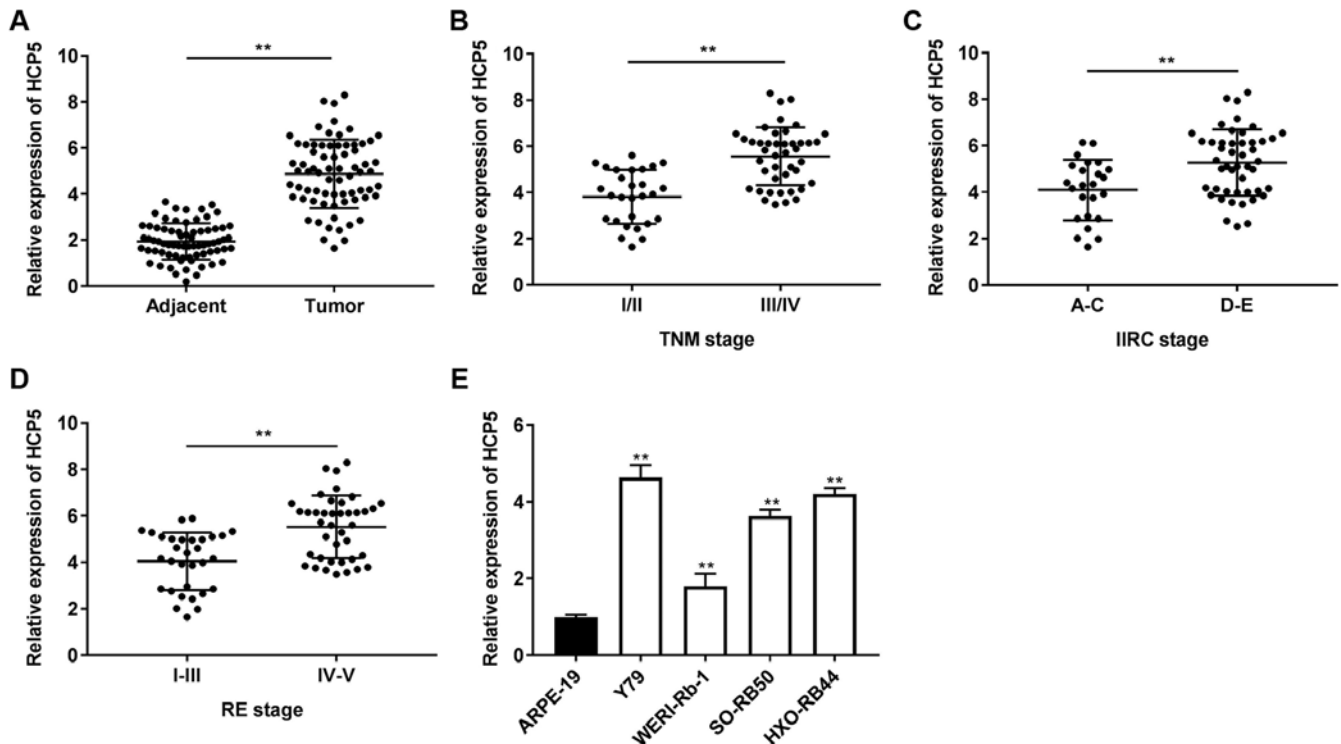 A
Relative expression of HCP5
10
8
6
4
2
0
**
Adjacent Tumor
B
Relative expression of HCP5
10
8
6
4
2
0
**
I/II III/IV
TNM stage
C
Relative expression of HCP5
10
8
6
4
2
0
**
A-C D-E
IIRC stage
D
Relative expression of HCP5
10
8
6
4
2
0
**
I-III IV-V
RE stage
E
Relative expression of HCP5
6
4
2
0
**
**
**
**
ARPE-19
Y79
WERI-Rb-1
SO-RB50
HXO-RB44